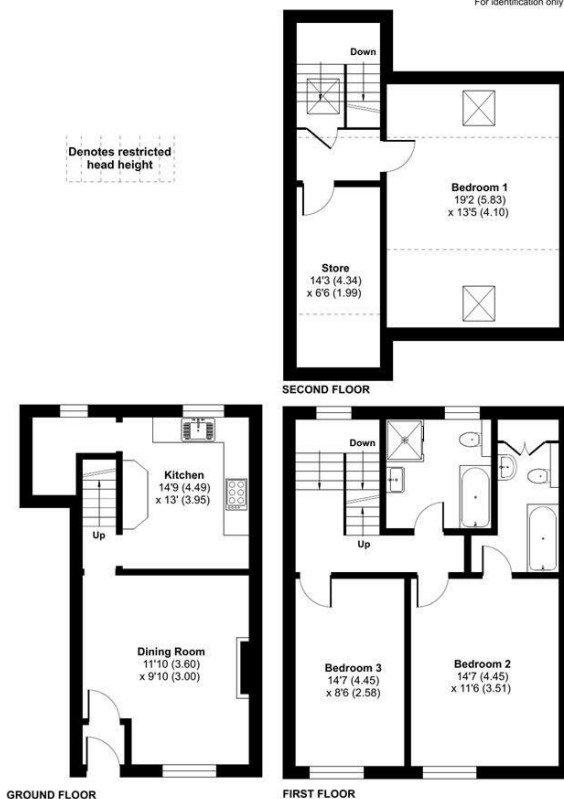 For identification only
Down
Denotes restricted
head height
Bedroom 1
19'2 (5.83)
x 13'5 (4.10)
Store
14'3 (4.34)
x 6'6 (1.99)
SECOND FLOOR
Kitchen
14'9 (4.49)
x 13' (3.95)
Up
Dining Room
11'10 (3.60)
x 9'10 (3.00)
GROUND FLOOR
Down
Up
Bedroom 3
14'7 (4.45)
x 8'6 (2.58)
Bedroom 2
14'7 (4.45)
x 11'6 (3.51)
FIRST FLOOR